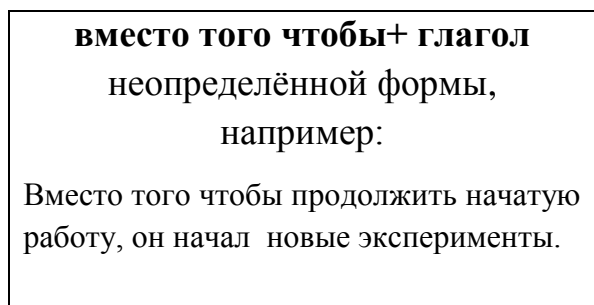 вместо того чтобы+ глагол
неопределённой формы,
например:
Вместо того чтобы продолжить начатую
работу, он начал  новые эксперименты.